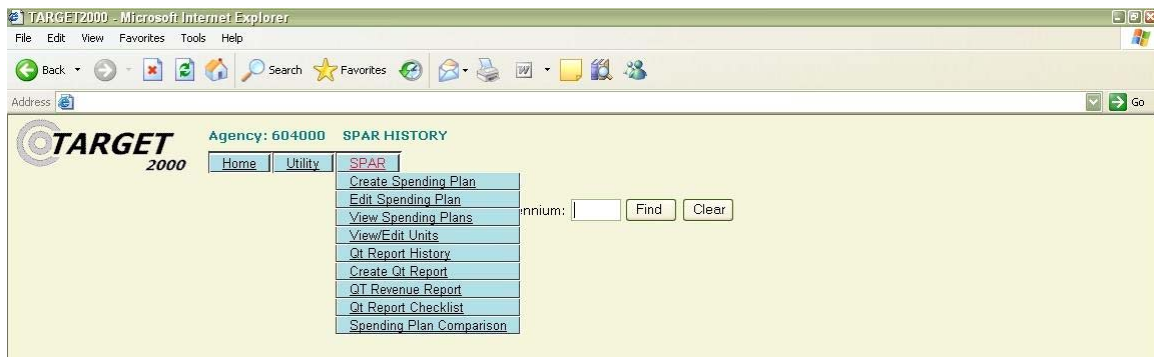 TARGET2000 - Microsoft Internet Explorer
File Edit View Favorites Tools Help
Back Search Favorites
Address Go
TARGET 2000
Agency: 604000 SPAR HISTORY
Home Utility SPAR
Create Spending Plan
Edit Spending Plan
ennium: Find Clear
View Spending Plans
View/Edit Units
Qt Report History
Create Qt Report
QT Revenue Report
Qt Report Checklist
Spending Plan Comparison